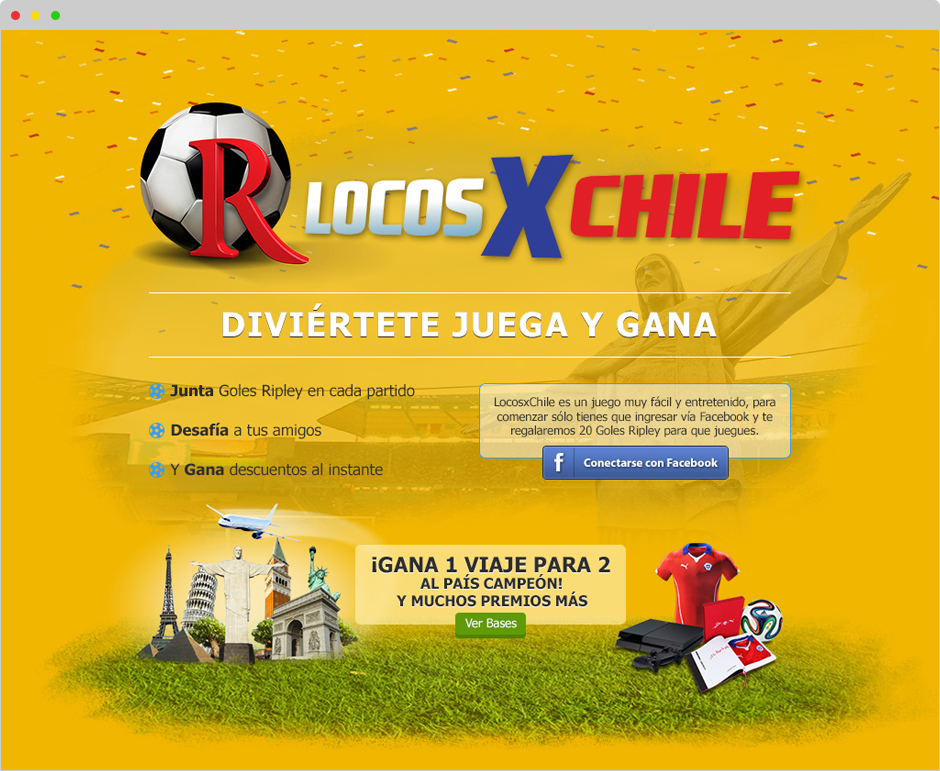 R LOCOS X CHILE
DIVIÉRTETE JUEGA Y GANA
Junta Goles Ripley en cada partido
Desafía a tus amigos
Y Gana descuentos al instante
LocosxChile es un juego muy fácil y entretenido, para
comenzar sólo tienes que ingresar vía Facebook y te
regalaremos 20 Goles Ripley para que juegues.
f Conectarse con Facebook
¡GANA 1 VIAJE PARA 2
AL PAÍS CAMPEÓN!
Y MUCHOS PREMIOS MÁS
Ver Bases